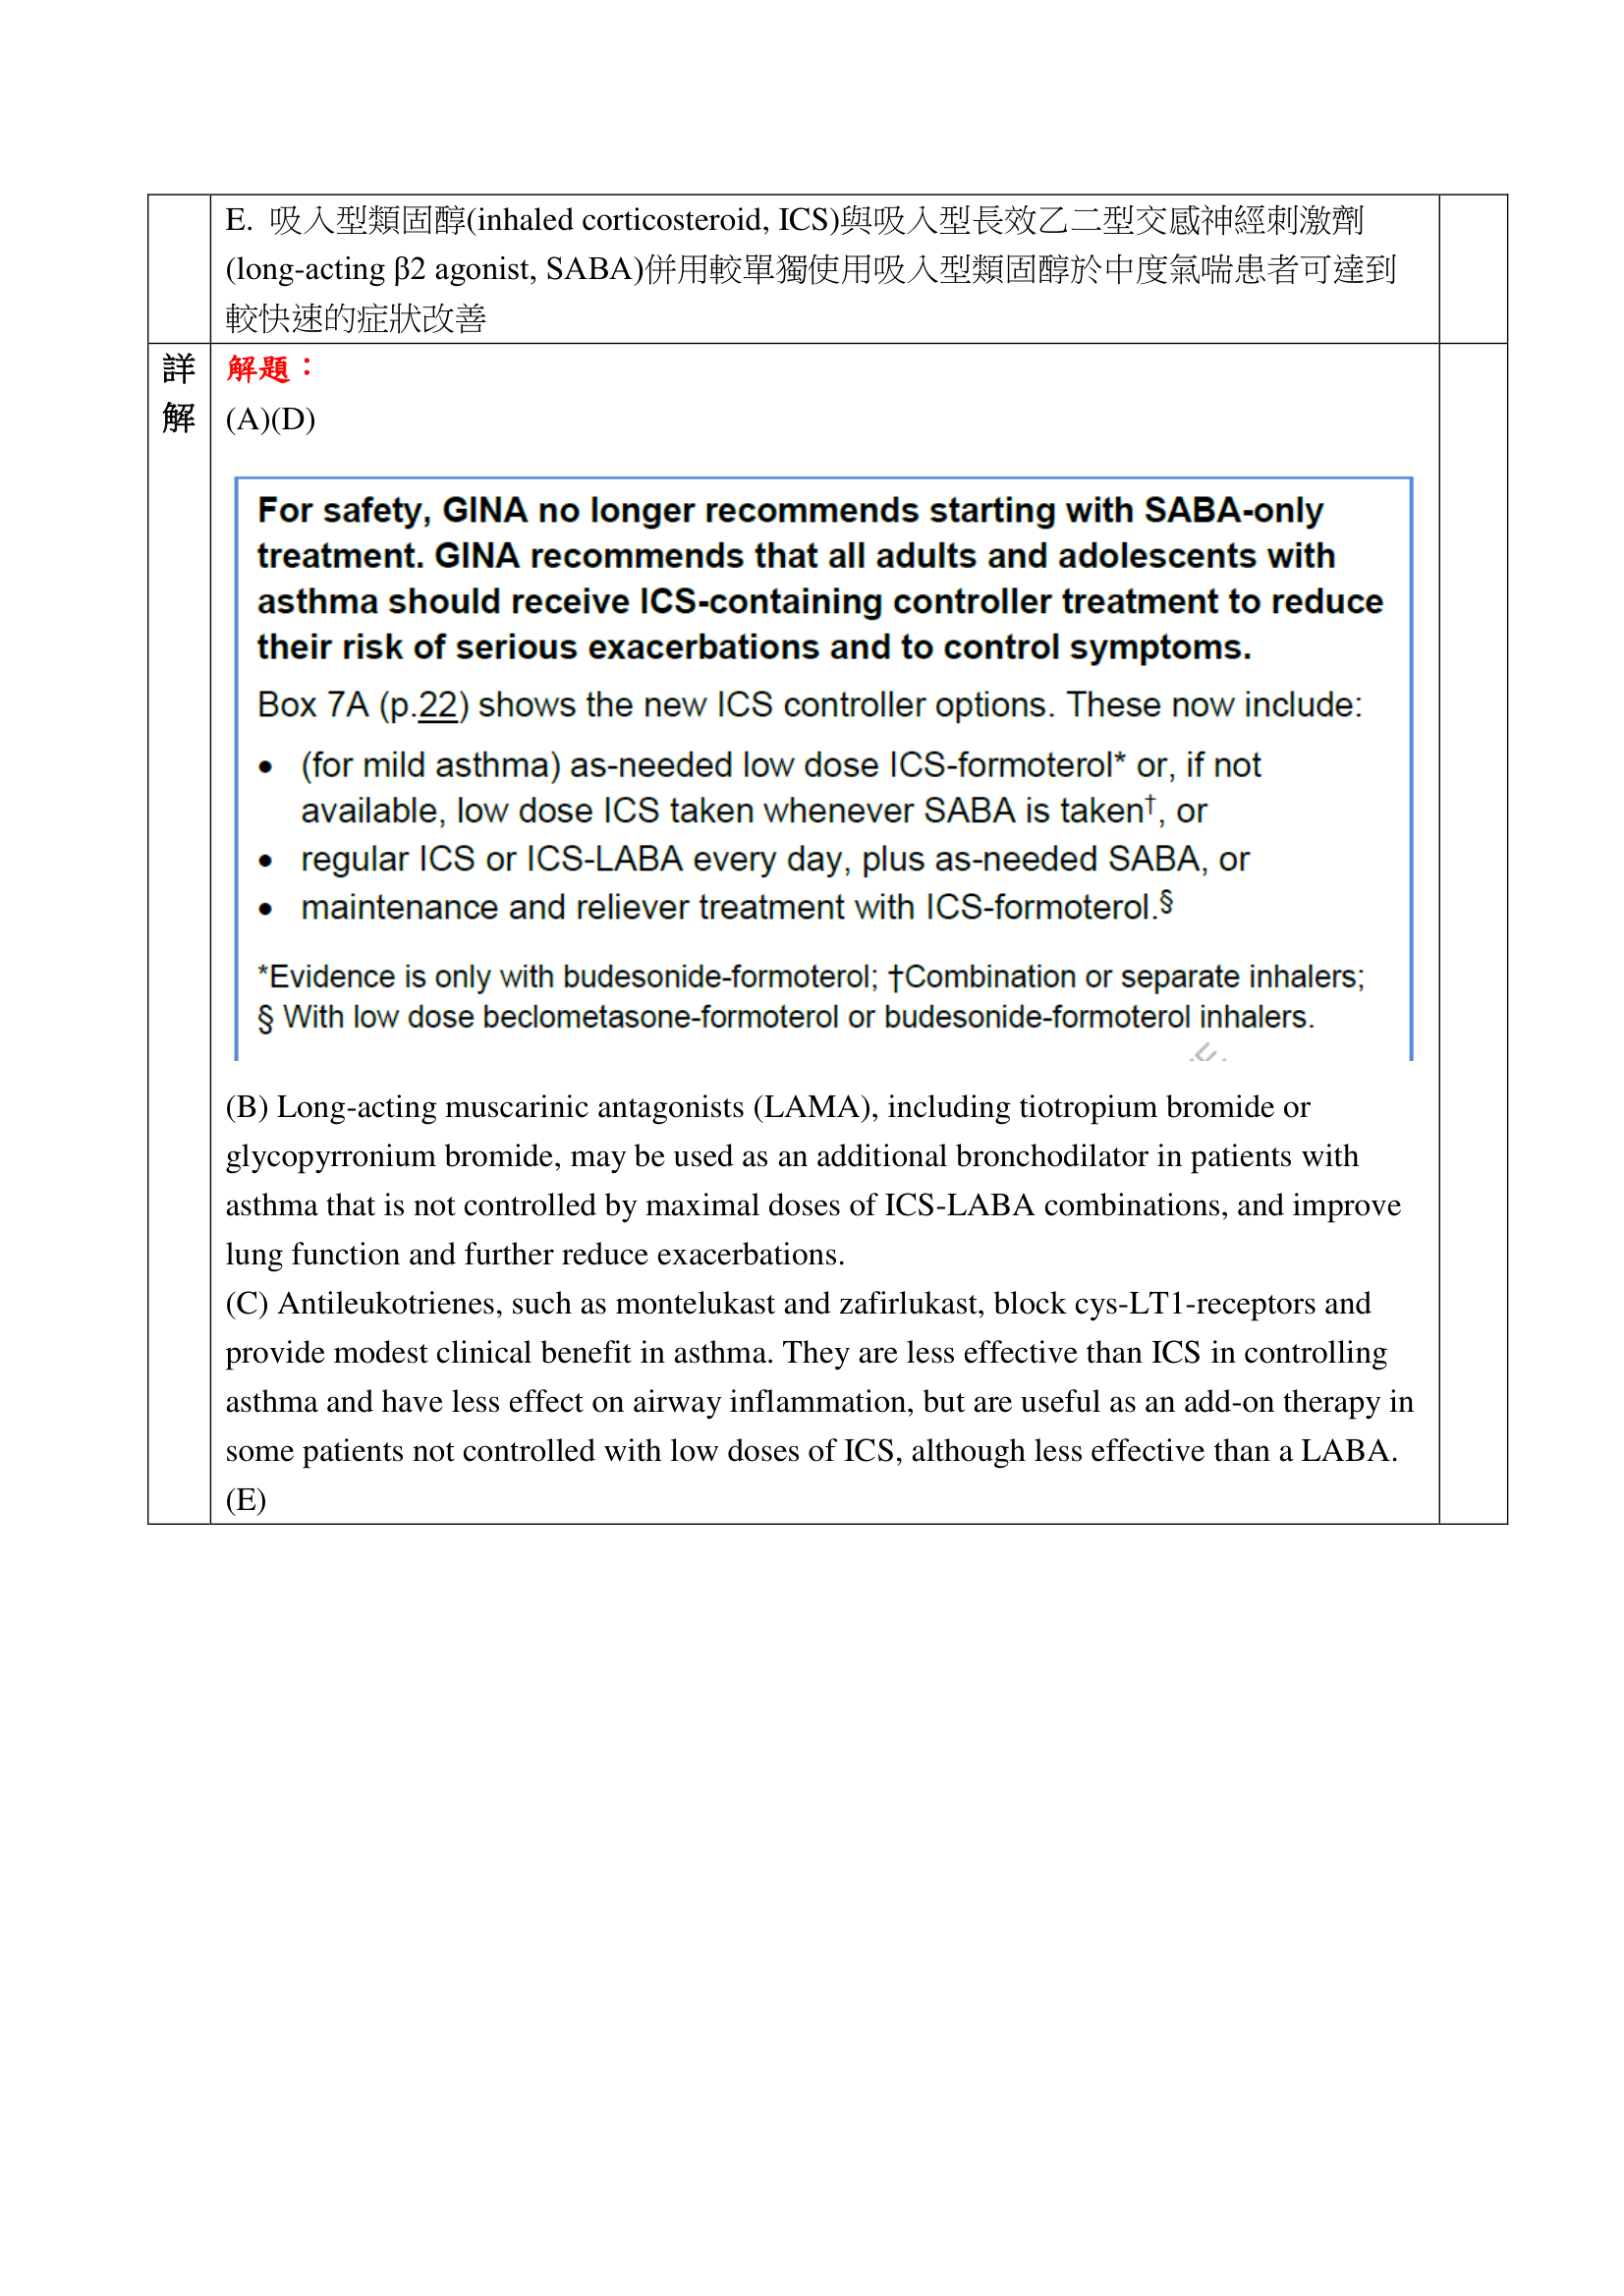 E. 吸入型類固醇(inhaled corticosteroid, ICS)與吸入型長效乙二型交感神經刺激劑
(long-acting β2 agonist, SABA)併用較單獨使用吸入型類固醇於中度氣喘患者可達到
較快速的症狀改善
詳
解
解題：
(A)(D)
For safety, GINA no longer recommends starting with SABA-only
treatment. GINA recommends that all adults and adolescents with
asthma should receive ICS-containing controller treatment to reduce
their risk of serious exacerbations and to control symptoms.
Box 7A (p.22) shows the new ICS controller options. These now include:
• (for mild asthma) as-needed low dose ICS-formoterol* or, if not
available, low dose ICS taken whenever SABA is taken†, or
• regular ICS or ICS-LABA every day, plus as-needed SABA, or
• maintenance and reliever treatment with ICS-formoterol.§
*Evidence is only with budesonide-formoterol; †Combination or separate inhalers;
§ With low dose beclometasone-formoterol or budesonide-formoterol inhalers.
(B) Long-acting muscarinic antagonists (LAMA), including tiotropium bromide or
glycopyrronium bromide, may be used as an additional bronchodilator in patients with
asthma that is not controlled by maximal doses of ICS-LABA combinations, and improve
lung function and further reduce exacerbations.
(C) Antileukotrienes, such as montelukast and zafirlukast, block cys-LT1-receptors and
provide modest clinical benefit in asthma. They are less effective than ICS in controlling
asthma and have less effect on airway inflammation, but are useful as an add-on therapy in
some patients not controlled with low doses of ICS, although less effective than a LABA.
(E)